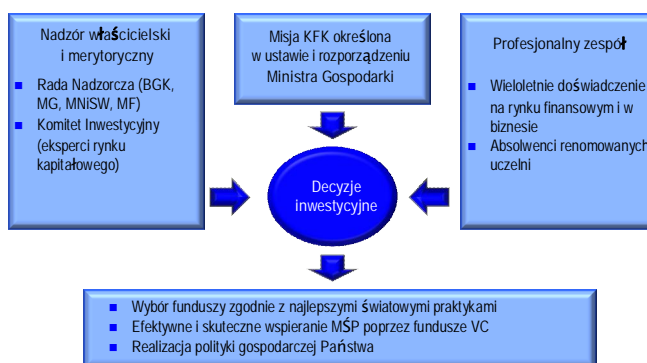 Nadzór właścicielski
i merytoryczny
Rada Nadzorcza (BGK,
MG, MNiSW, MF)
Komitet Inwestycyjny
(eksperci rynku
kapitałowego)
Misja KFK określona
w ustawie i rozporządzeniu
Ministra Gospodarki
Profesjonalny zespół
Wieloletnie doświadczenie
na rynku finansowym i w
biznesie
Absolwenci renomowanych
uczelni
Decyzje
inwestycyjne
Wybór funduszy zgodnie z najlepszymi światowymi praktykami
Efektywne i skuteczne wspieranie MŚP poprzez fundusze VC
Realizacja polityki gospodarczej Państwa